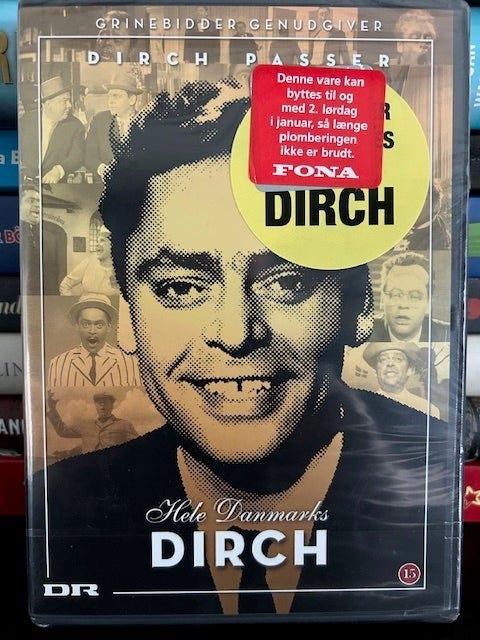 GRINEBIDDER GENUDGIVER
DIRCH PASSER
Denne vare kan
byttes til og
med 2. lørdag
i januar, så længe
plomberingen
ikke er brudt.
FONA
DIRCH
Hele Danmarks
DIRCH
DR
15